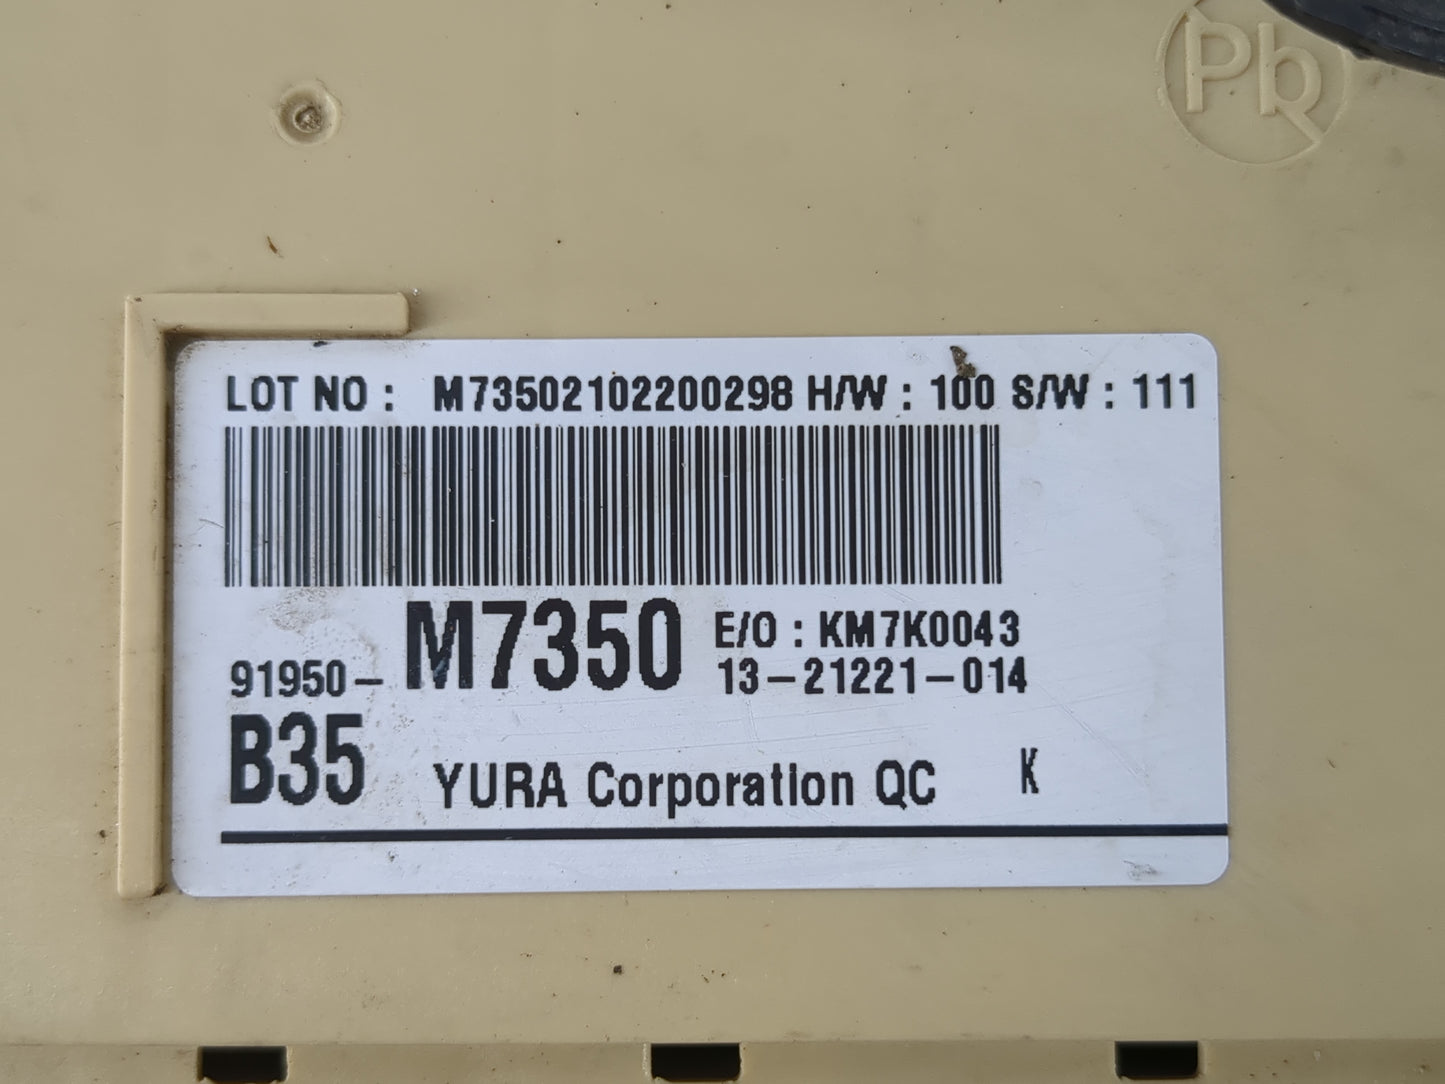 Pb
LOT NO : M73502102200298 H/W : 100 S/W : 111
91950- M7350 E/O : KM7K0043
13-21221-014
B35 YURA Corporation QC K